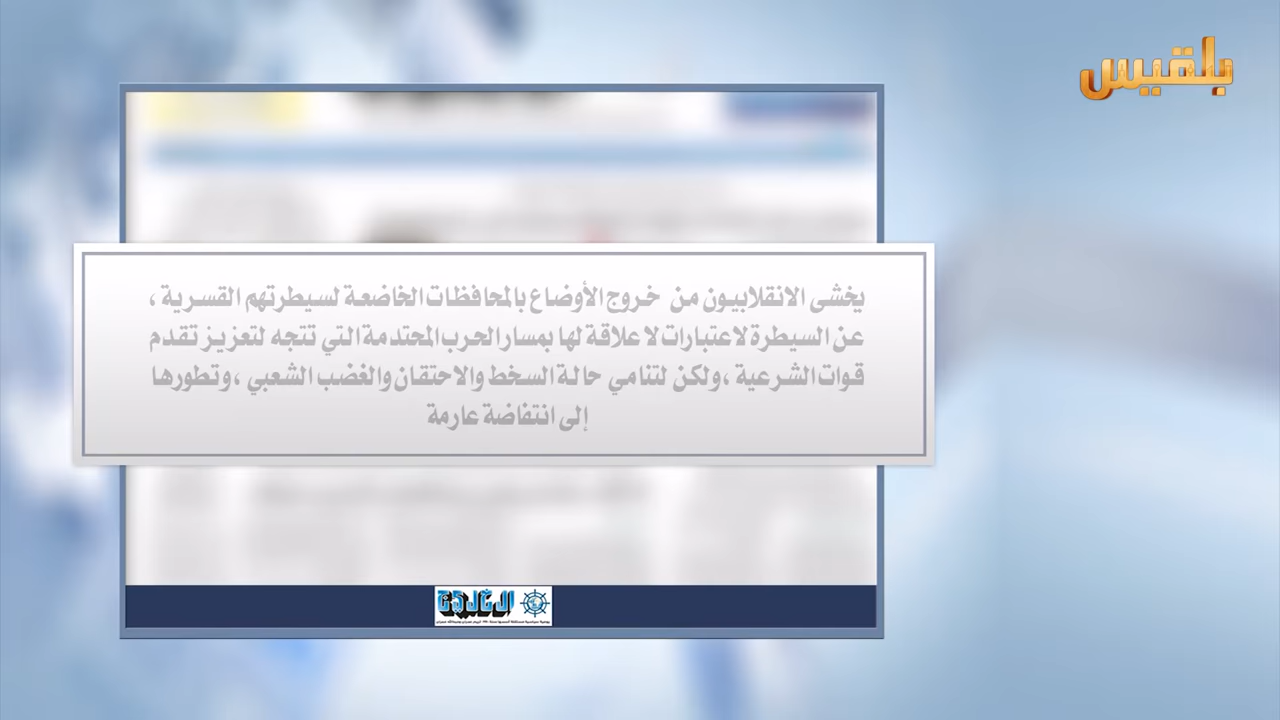 بلقيس
يخشى الانقلابيون من خروج الأوضاع بالمحافظات الخاضعة لسيطرتهم القسرية ،
عن السيطرة لاعتبارات لا علاقة لها بمسار الحرب المحتدمة التي تتجه لتعزيز تقدم
قوات الشرعية ،ولكن لتنامي حالة السخط والاحتقان والغضب الشعبي ،وتطورها
إلى انتفاضة عارمة
الخليج